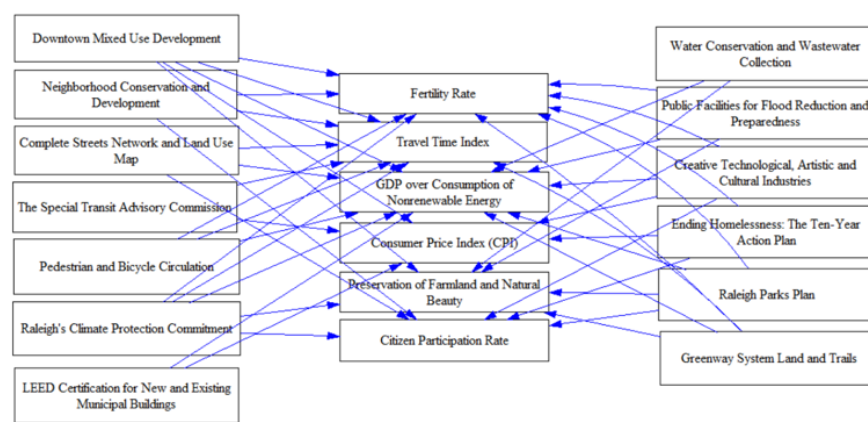 Downtown Mixed Use Development
Neighborhood Conservation and
Development
Complete Streets Network and Land Use
Map
The Special Transit Advisory Commission
Pedestrian and Bicycle Circulation
Raleigh's Climate Protection Commitment
LEED Certification for New and Existing
Municipal Buildings
Fertility Rate
Travel Time Index
GDP over Consumption of
Nonrenewable Energy
Consumer Price Index (CPI)
Preservation of Farmland and Natural
Beauty
Citizen Participation Rate
Water Conservation and Wastewater
Collection
Public Facilities for Flood Reduction and
Preparedness
Creative Technological, Artistic and
Cultural Industries
Ending Homelessness: The Ten-Year
Action Plan
Raleigh Parks Plan
Greenway System Land and Trails